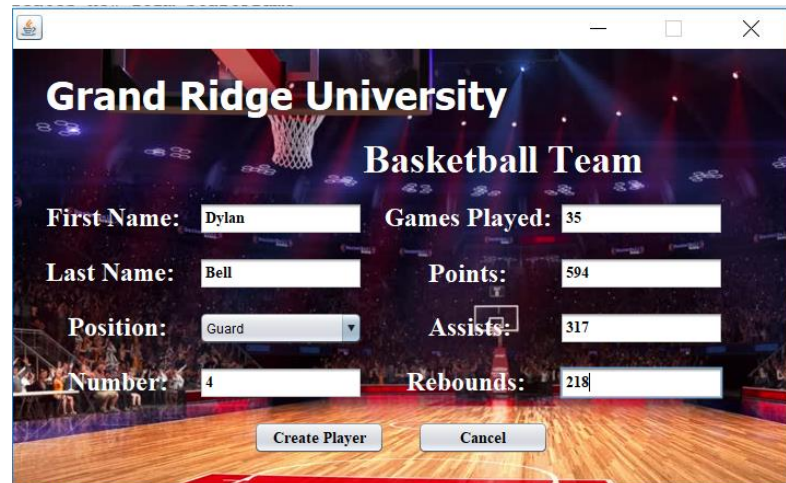 Grand Ridge University
Basketball Team
First Name: Dylan Games Played: 35
Last Name: Bell Points: 594
Position: Guard Assists: 317
Number: 4 Rebounds: 218
Create Player Cancel